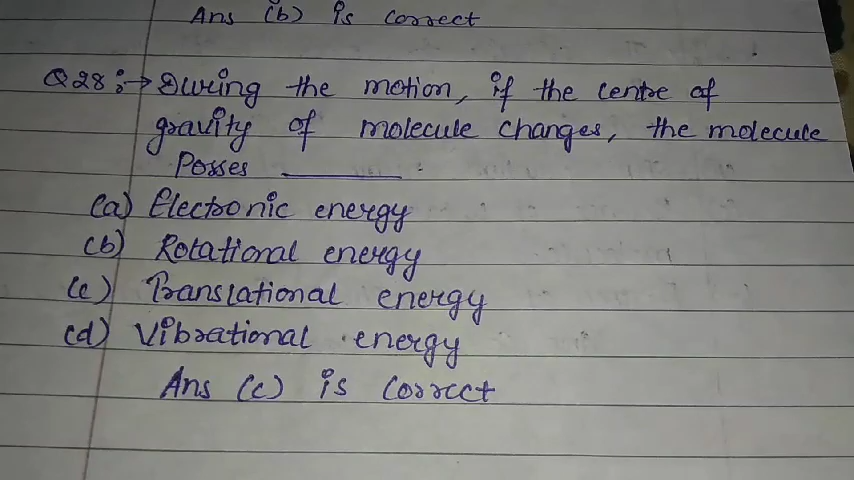 Ans (b) is correct
Q28:→ During the motion, if the centre of
gravity of molecule changes, the molecule
Posses ________.
(a) Electronic energy
(b) Rotational energy
(c) Translational energy
(d) Vibrational energy
Ans (c) is correct